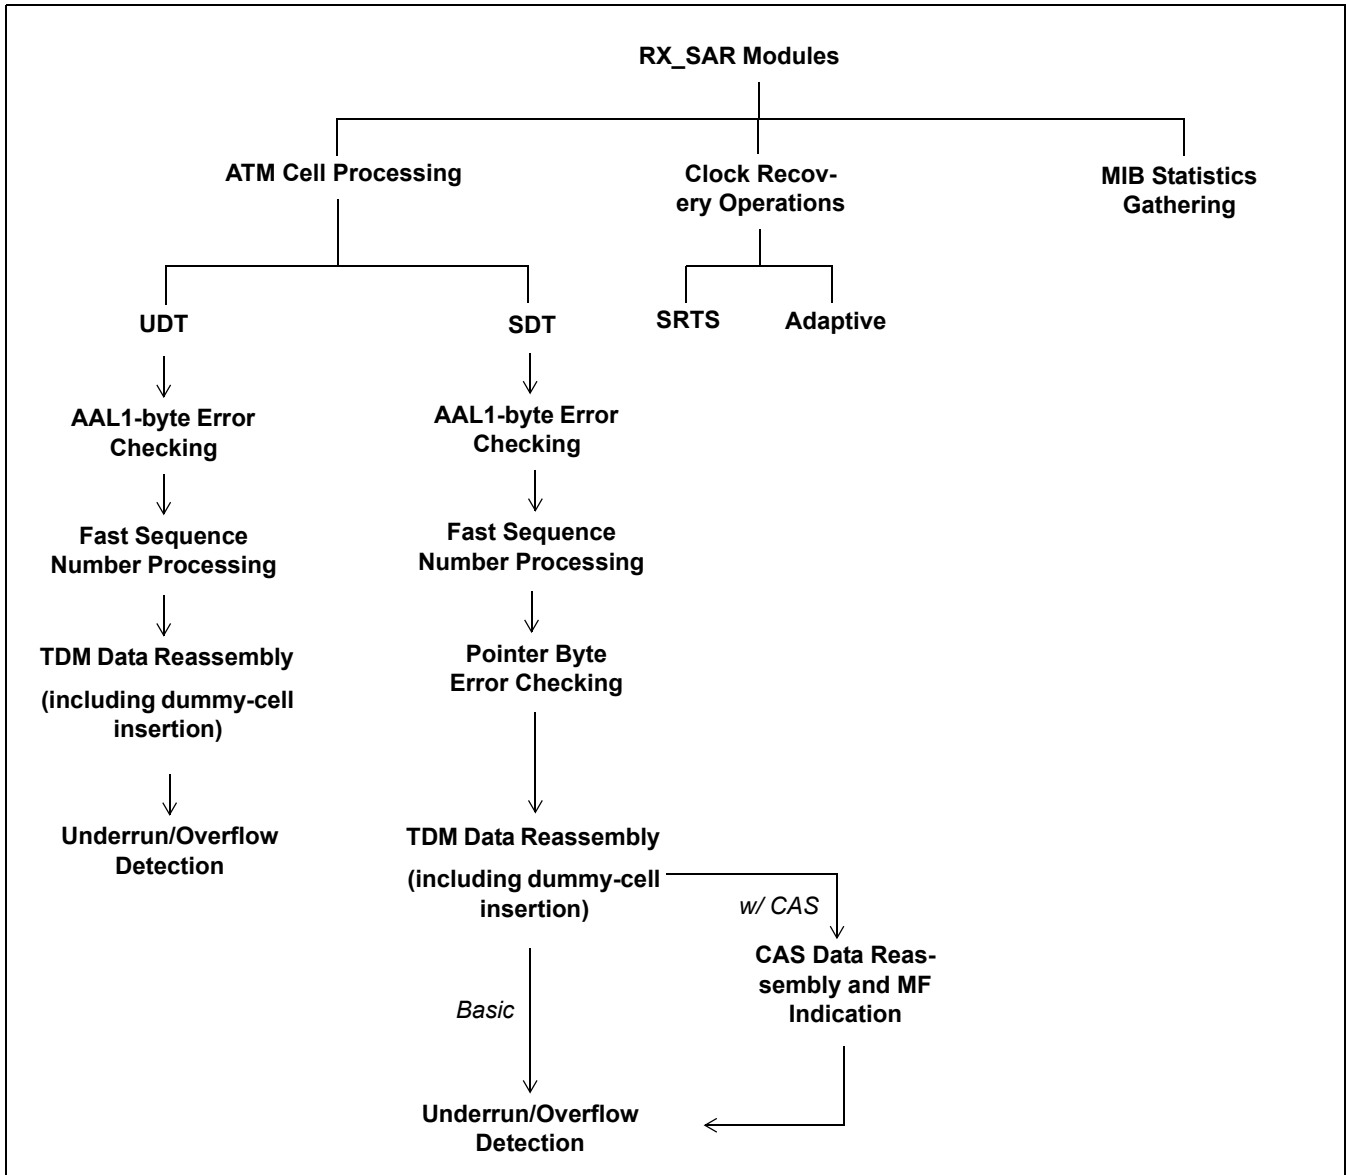 RX_SAR Modules
ATM Cell Processing
Clock Recov-
ery Operations
MIB Statistics
Gathering
UDT
SDT
SRTS
Adaptive
AAL1-byte Error
Checking
Fast Sequence
Number Processing
TDM Data Reassembly
(including dummy-cell
insertion)
Underrun/Overflow
Detection
AAL1-byte Error
Checking
Fast Sequence
Number Processing
Pointer Byte
Error Checking
TDM Data Reassembly
(including dummy-cell
insertion)
w/ CAS
CAS Data Reas-
sembly and MF
Indication
Basic
Underrun/Overflow
Detection